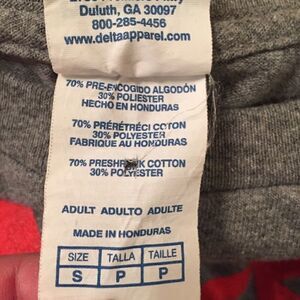 Duluth, GA 30097
800-285-4456
www.deltaapparel.com
70% PRE-ENCOGIDO ALGODÓN
30% POLIESTER
HECHO EN HONDURAS
70% PRÉRÉTRÉCI COTON
30% POLYESTER
FABRIQUE AU HONDURAS
70% PRESHRUNK COTTON
30% POLYESTER
ADULT ADULTO ADULTE
MADE IN HONDURAS
SIZE TALLA TAILLE
S P P